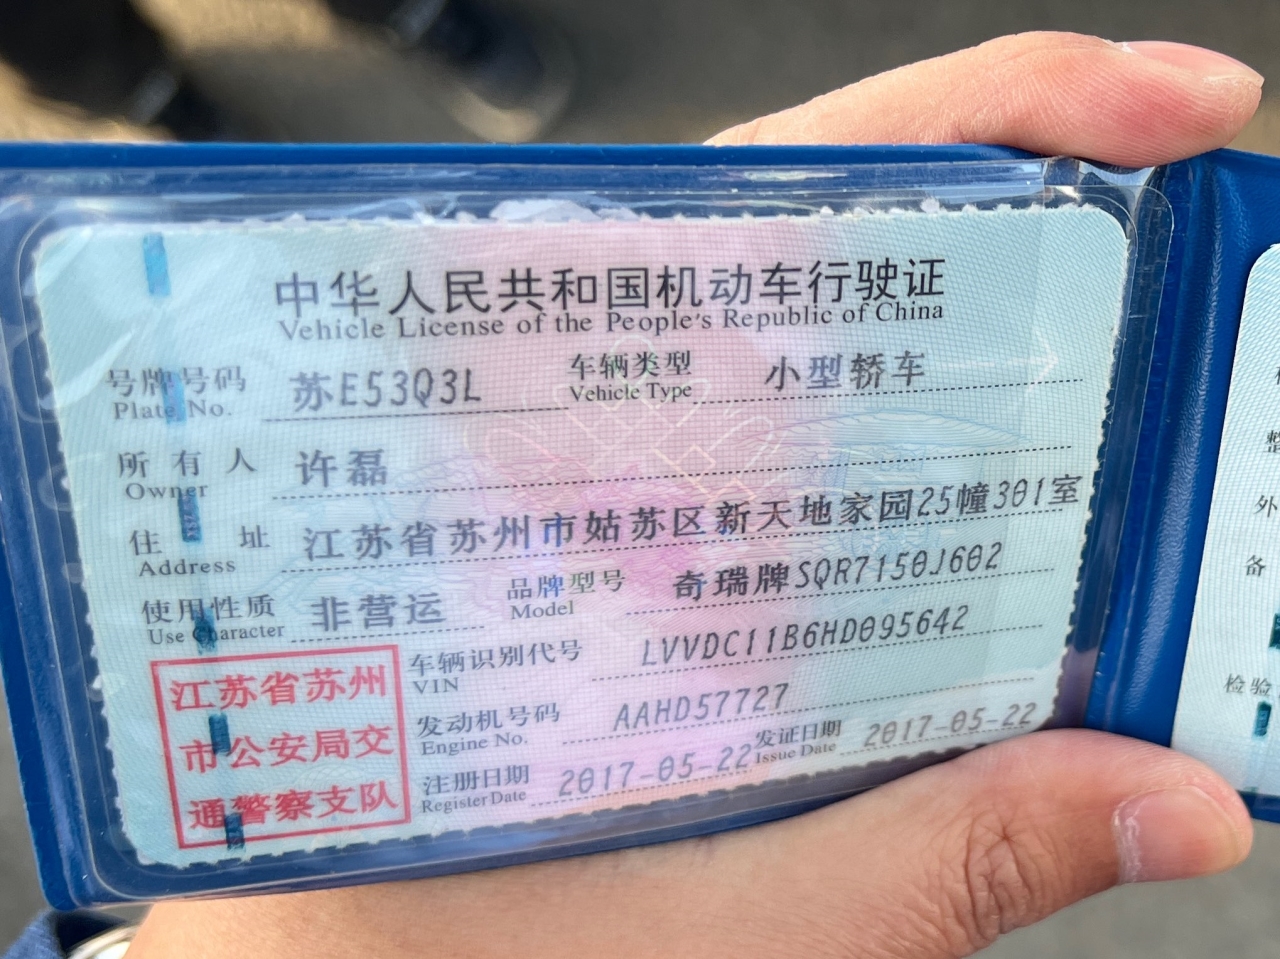 中华人民共和国机动车行驶证
Vehicle License of the People's Republic of China
号牌号码 苏E53Q3L 车辆类型 小型轿车
Plate No. Vehicle Type
所有人 许磊
Owner
住址 江苏省苏州市姑苏区新天地家园25幢301室
Address
使用性质 非营运 品牌型号 奇瑞牌SQR7150J602
Use Character Model
江苏省苏州
市公安局交
通警察支队
车辆识别代号 LVVDC11B6HD095642
VIN
发动机号码 AAHD57727
Engine No.
注册日期 2017-05-22 发证日期 2017-05-22
Register Date Issue Date
整
外
备
检验